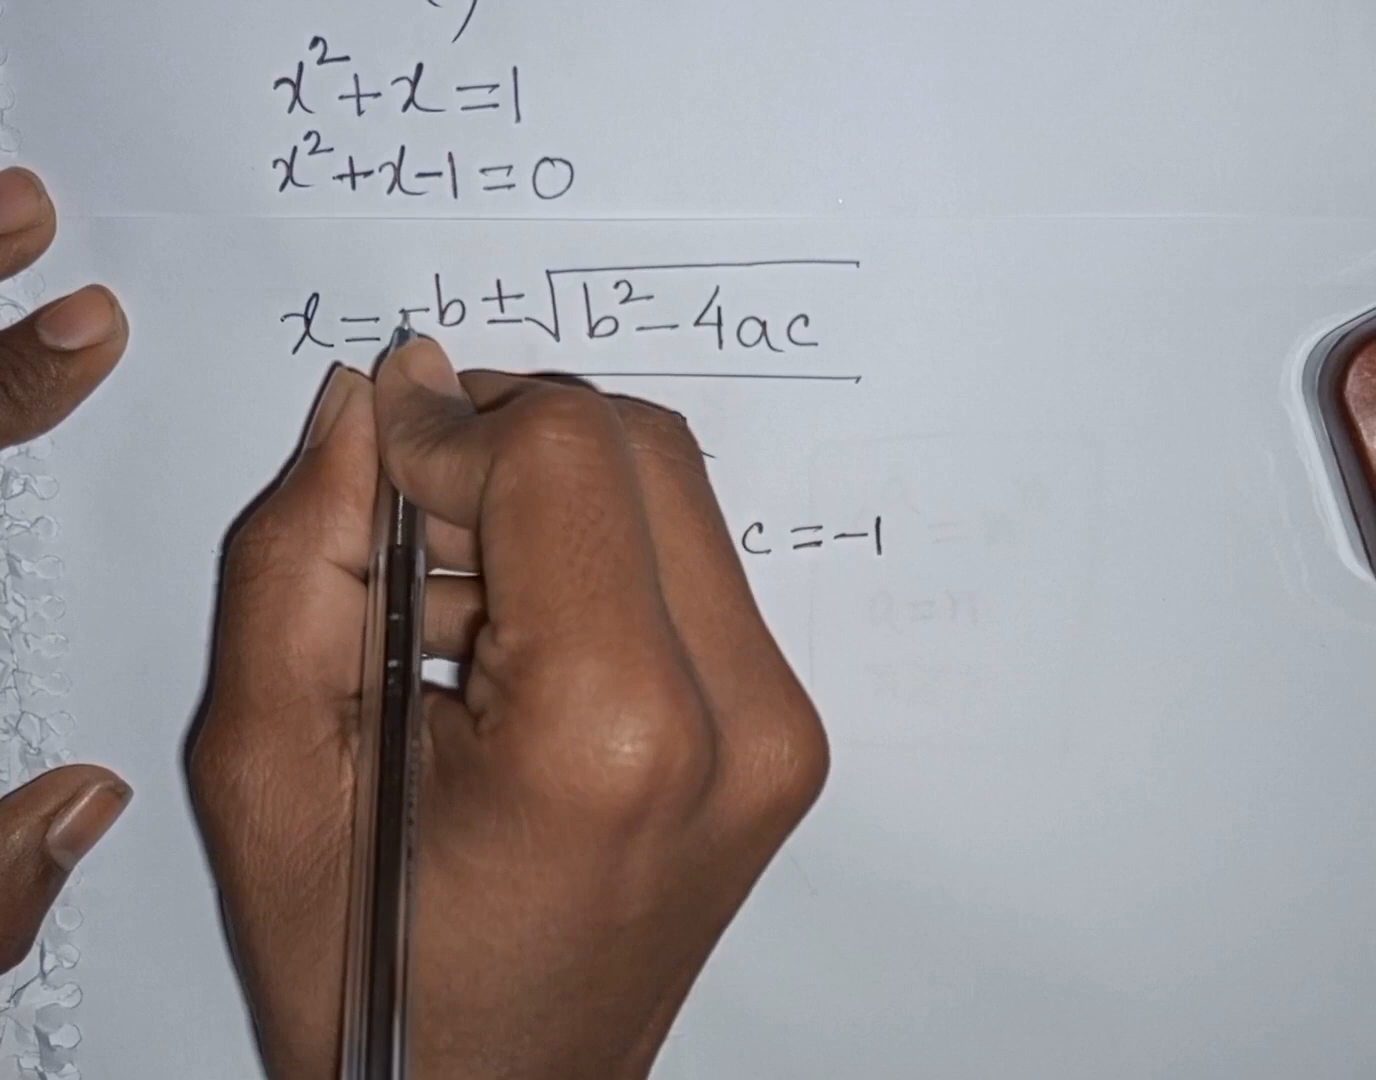 x²+x=1
x²+x-1=0
x=-b±√b²-4ac
c=-1